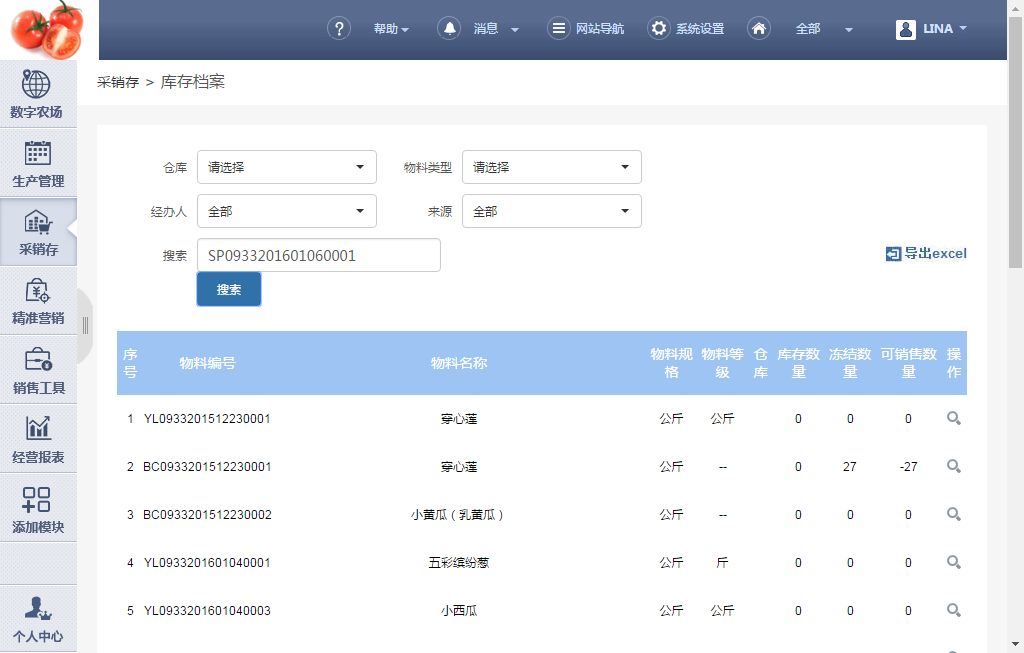 ? 帮助 消息 网站导航 系统设置 全部 LINA
数字农场
生产管理
采销存
精准营销
销售工具
经营报表
添加模块
个人中心
采销存 > 库存档案
仓库 请选择 物料类型 请选择
经办人 全部 来源 全部
搜索 SP0933201601060001
导出excel
搜索
序号 物料编号 物料名称 物料规格 物料等级 仓库 库存数量 冻结数量 可销售数量 操作
1 YL0933201512230001 穿心莲 公斤 公斤 0 0 0
2 BC0933201512230001 穿心莲 公斤 -- 0 27 -27
3 BC0933201512230002 小黄瓜（乳黄瓜） 公斤 -- 0 0 0
4 YL0933201601040001 五彩缤纷葱 公斤 斤 0 0 0
5 YL0933201601040003 小西瓜 公斤 公斤 0 0 0